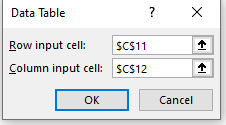 Data Table ? ×
Row input cell: $C$11
Column input cell: $C$12
OK Cancel